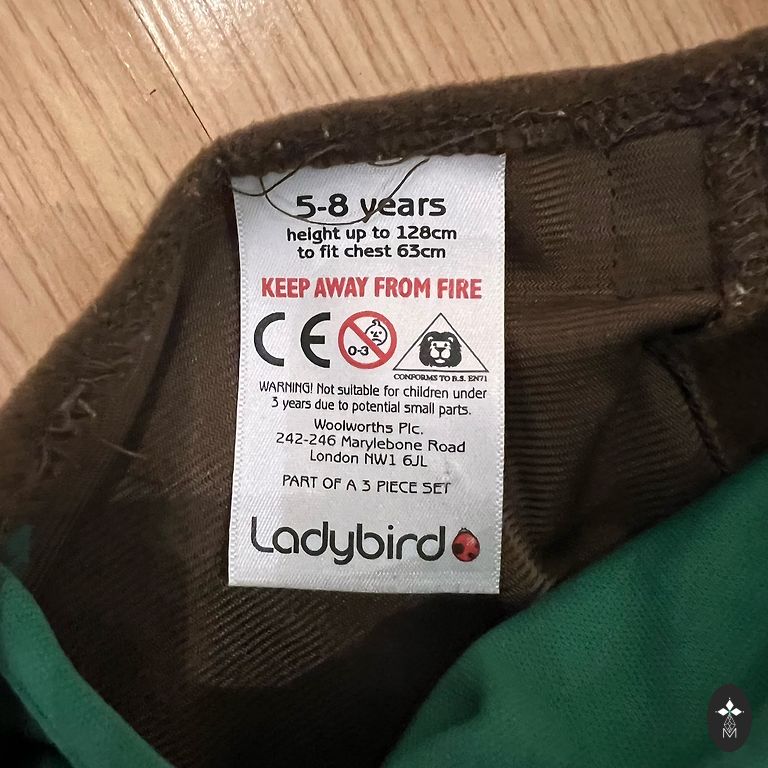 5-8 years
height up to 128cm
to fit chest 63cm
KEEP AWAY FROM FIRE
CE
0-3
CONFORMS TO B.S. EN71
WARNING! Not suitable for children under
3 years due to potential small parts.
Woolworths Plc.
242-246 Marylebone Road
London NW1 6JL
PART OF A 3 PIECE SET
Ladybird
M